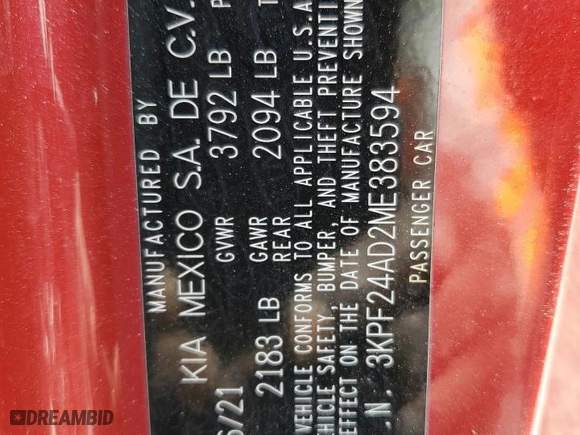 MANUFACTURED BY
KIA MEXICO S.A. DE C.V.
/21 GVWR 3792 LB
2183 LB GAWR REAR 2094 LB
VEHICLE CONFORMS TO ALL APPLICABLE U.S.A
VEHICLE SAFETY, BUMPER, AND THEFT PREVENTI
EFFECT ON THE DATE OF MANUFACTURE SHOWN
.N. 3KPF24AD2ME383594
PASSENGER CAR
DREAMBID